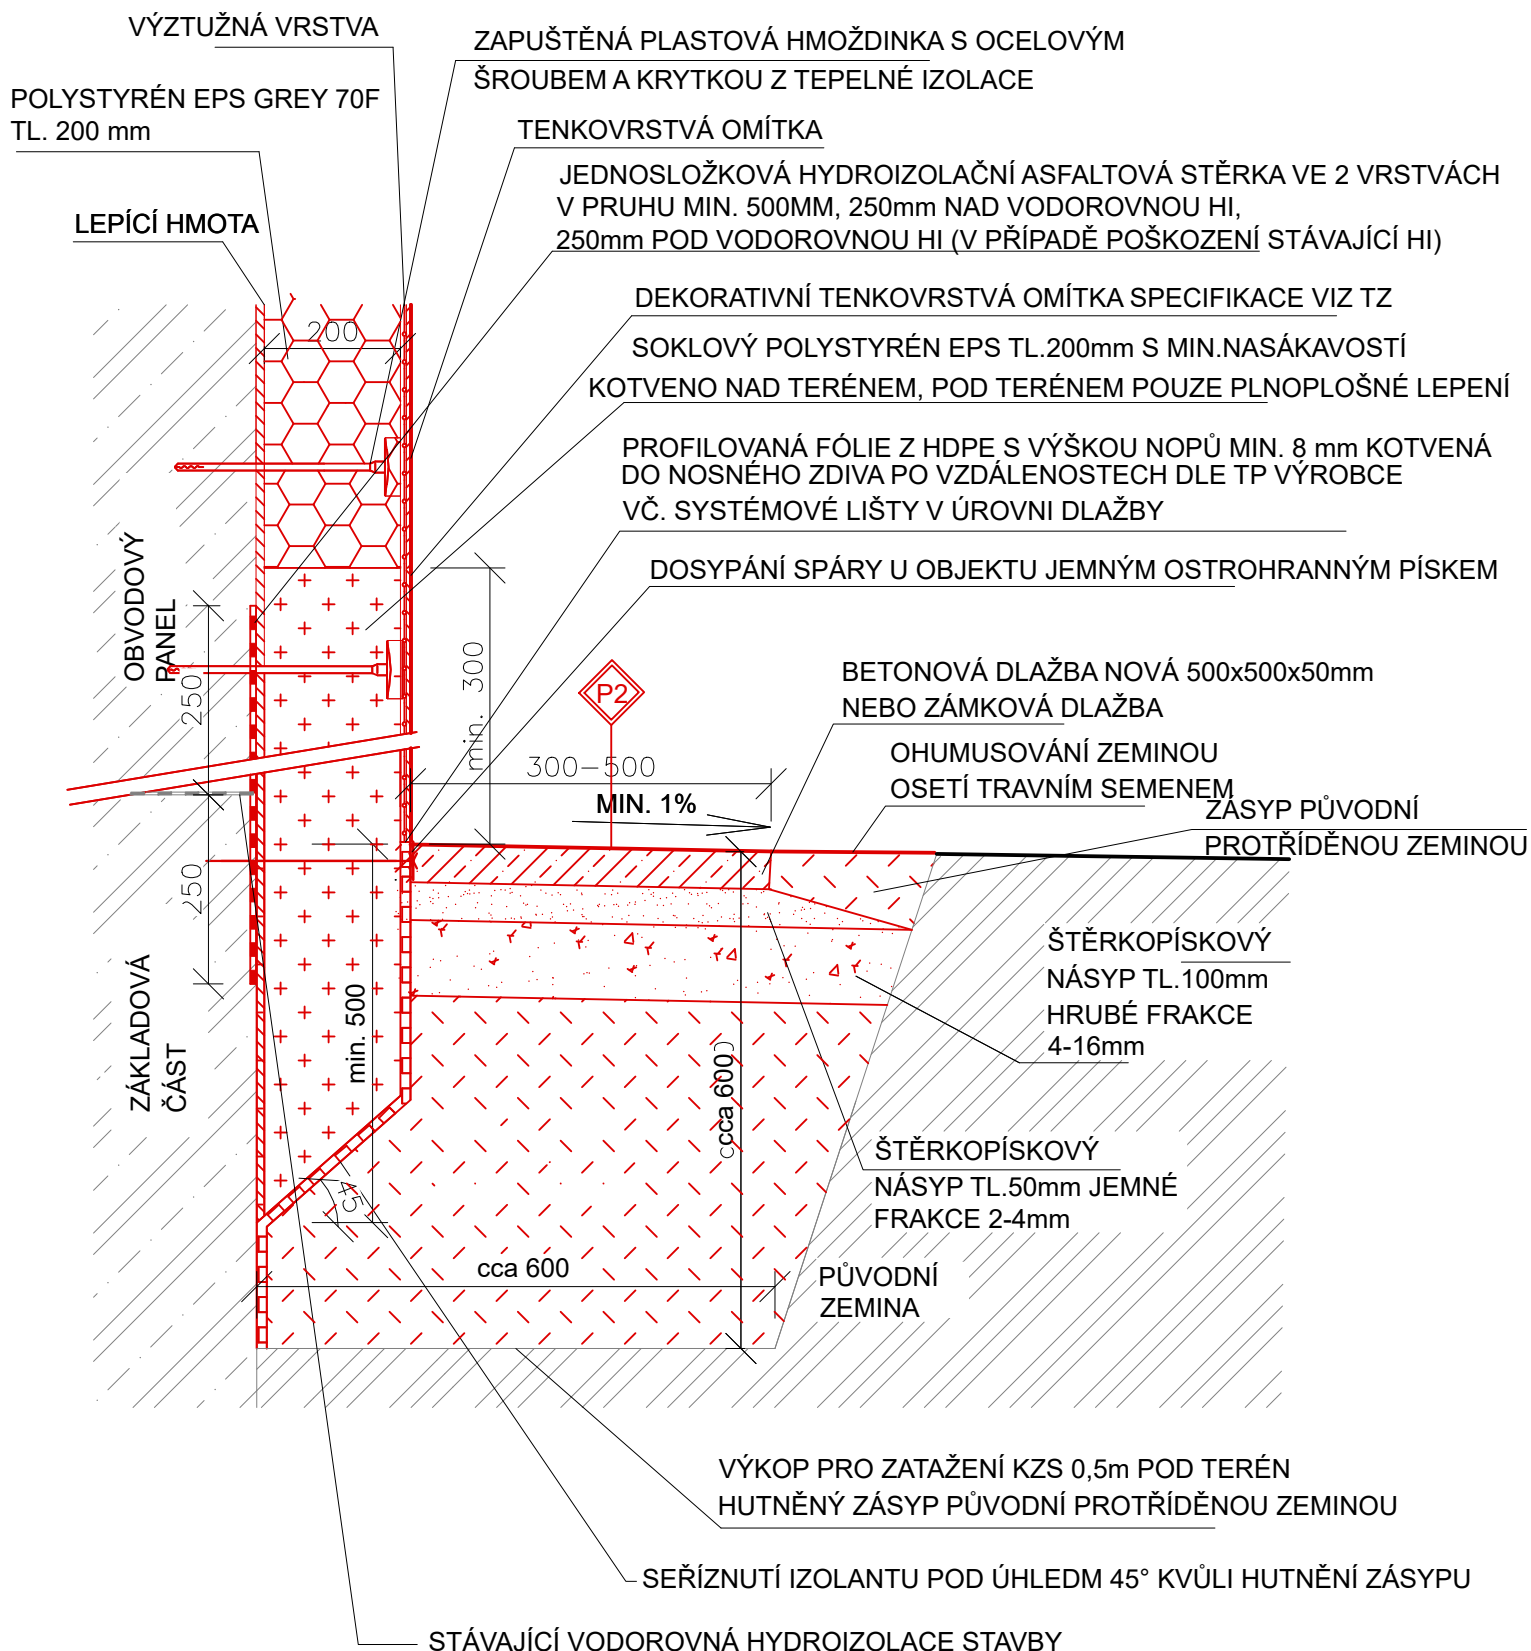 VÝZTUŽNÁ VRSTVA
ZAPUŠTĚNÁ PLASTOVÁ HMOŽDINKA S OCELOVÝM
ŠROUBEM A KRYTKOU Z TEPELNÉ IZOLACE
POLYSTYRÉN EPS GREY 70F
TL. 200 mm
TENKOVRSTVÁ OMÍTKA
JEDNOSLOŽKOVÁ HYDROIZOLAČNÍ ASFALTOVÁ STĚRKA VE 2 VRSTVÁCH
V PRUHU MIN. 500MM, 250mm NAD VODOROVNOU HI,
250mm POD VODOROVNOU HI (V PŘÍPADĚ POŠKOZENÍ STÁVAJÍCÍ HI)
LEPÍCÍ HMOTA
DEKORATIVNÍ TENKOVRSTVÁ OMÍTKA SPECIFIKACE VIZ TZ
200
SOKLOVÝ POLYSTYRÉN EPS TL.200mm S MIN.NASÁKAVOSTÍ
KOTVENO NAD TERÉNEM, POD TERÉNEM POUZE PLNOPLOŠNÉ LEPENÍ
PROFILOVANÁ FÓLIE Z HDPE S VÝŠKOU NOPŮ MIN. 8 mm KOTVENÁ
DO NOSNÉHO ZDIVA PO VZDÁLENOSTECH DLE TP VÝROBCE
VČ. SYSTÉMOVÉ LIŠTY V ÚROVNI DLAŽBY
DOSYPÁNÍ SPÁRY U OBJEKTU JEMNÝM OSTROHRANNÝM PÍSKEM
OBVODOVÝ
PANEL
250
min. 300
P2
BETONOVÁ DLAŽBA NOVÁ 500x500x50mm
NEBO ZÁMKOVÁ DLAŽBA
300-500
MIN. 1%
OHUMUSOVÁNÍ ZEMINOU
OSETÍ TRAVNÍM SEMENEM
ZÁSYP PŮVODNÍ
PROTŘÍDĚNOU ZEMINOU
250
ŠTĚRKOPÍSKOVÝ
NÁSYP TL.100mm
HRUBÉ FRAKCE
4-16mm
ZÁKLADOVÁ
ČÁST
min. 500
cca 600
ŠTĚRKOPÍSKOVÝ
NÁSYP TL.50mm JEMNÉ
FRAKCE 2-4mm
45
cca 600
PŮVODNÍ
ZEMINA
VÝKOP PRO ZATAŽENÍ KZS 0,5m POD TERÉN
HUTNĚNÝ ZÁSYP PŮVODNÍ PROTŘÍDĚNOU ZEMINOU
SEŘÍZNUTÍ IZOLANTU POD ÚHLEDM 45° KVŮLI HUTNĚNÍ ZÁSYPU
STÁVAJÍCÍ VODOROVNÁ HYDROIZOLACE STAVBY